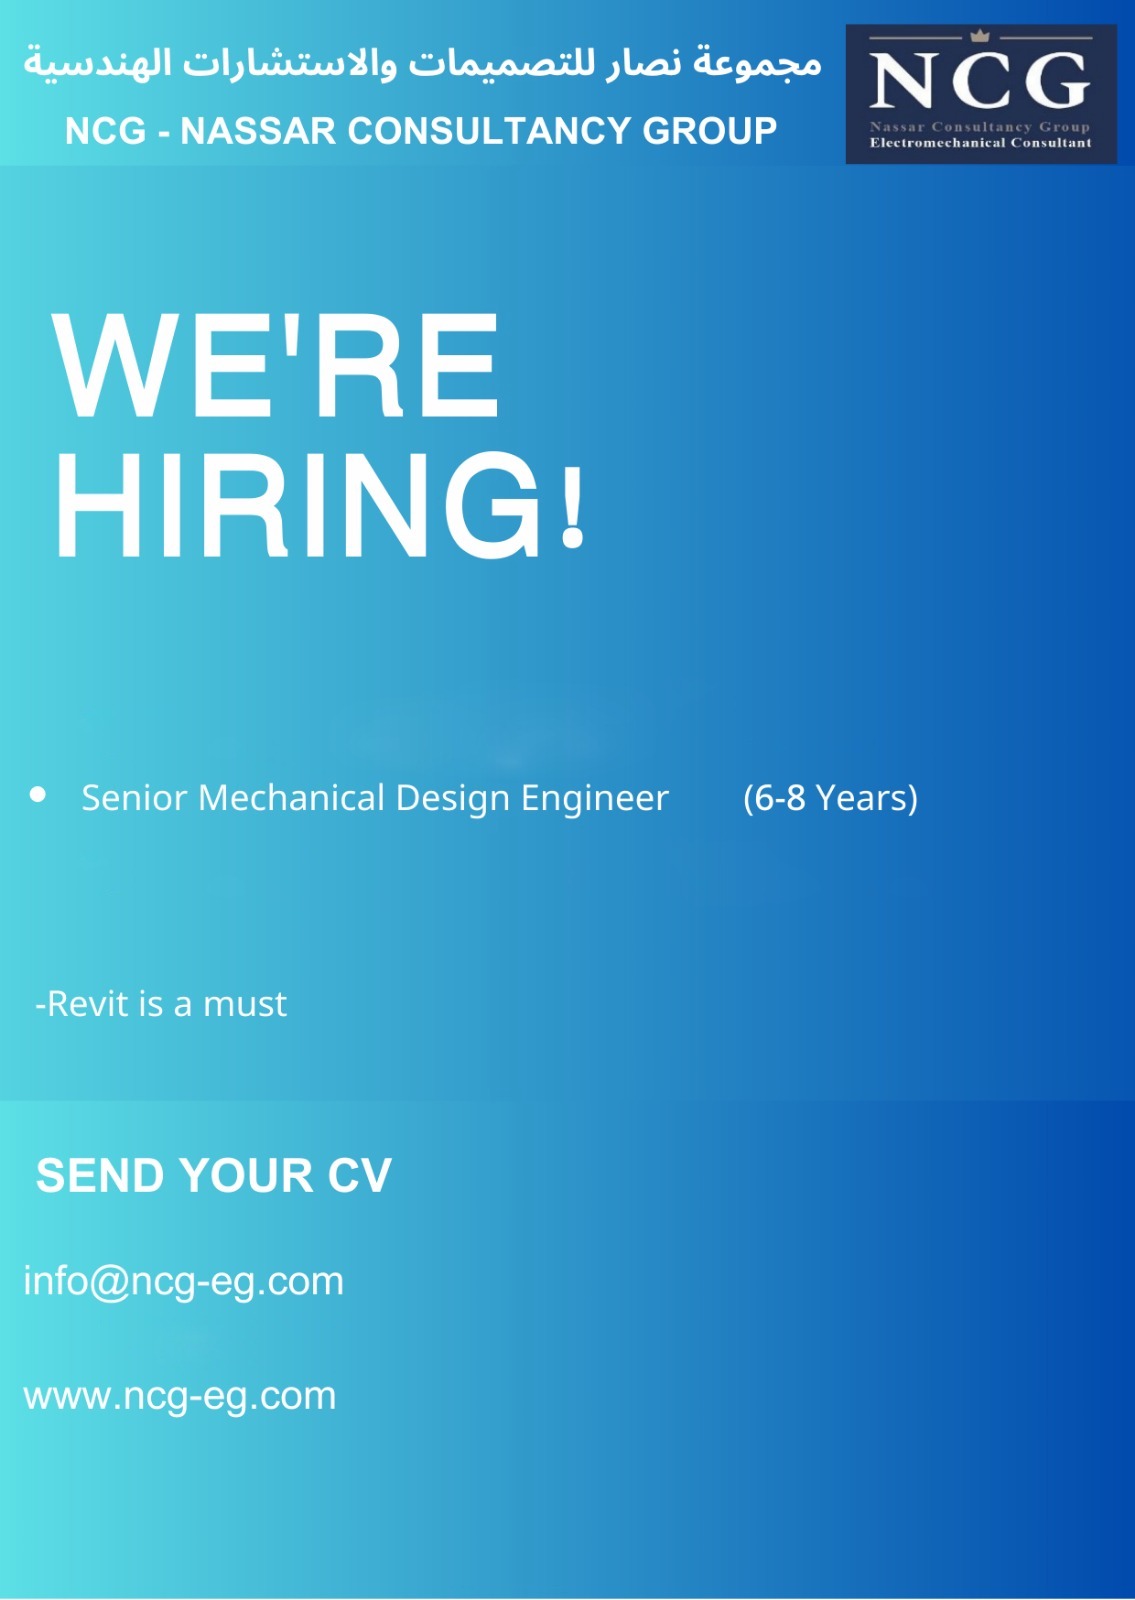 مجموعة نصار للتصميمات والاستشارات الهندسية
NCG - NASSAR CONSULTANCY GROUP
NCG
Nassar Consultancy Group
Electromechanical Consultant
WE'RE
HIRING!
• Senior Mechanical Design Engineer (6-8 Years)
-Revit is a must
SEND YOUR CV
info@ncg-eg.com
www.ncg-eg.com